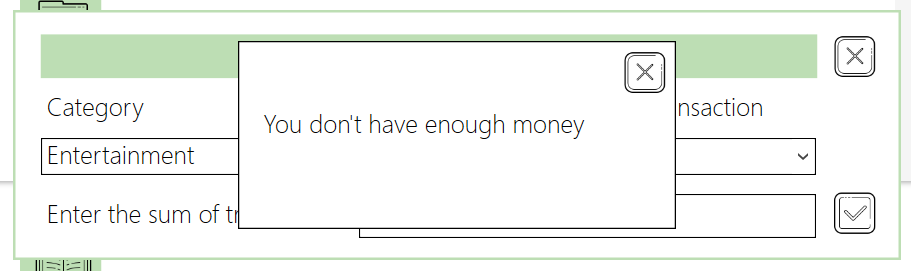 Category
nsaction
You don't have enough money
Entertainment
Enter the sum of tr